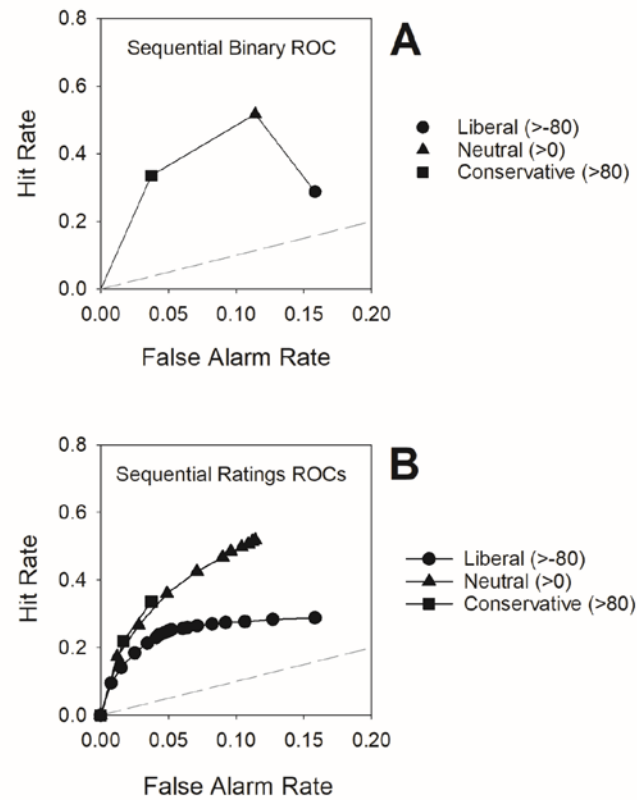 A
Sequential Binary ROC
0.8
0.6
0.4
0.2
0.0
Hit Rate
0.00 0.05 0.10 0.15 0.20
False Alarm Rate
Liberal (>-80)
Neutral (>0)
Conservative (>80)
B
Sequential Ratings ROCs
0.8
0.6
0.4
0.2
0.0
Hit Rate
0.00 0.05 0.10 0.15 0.20
False Alarm Rate
Liberal (>-80)
Neutral (>0)
Conservative (>80)